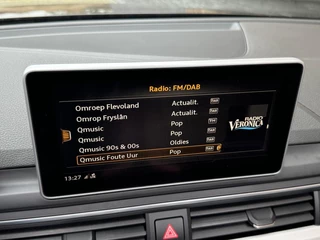 Radio: FM/DAB
Omroep Flevoland Actualit.
Omrop Fryslân Actualit.
Qmusic Pop
Qmusic Pop
Qmusic 90s & 00s Oldies
Qmusic Foute Uur Pop
RADIO
VERONICA
13:27